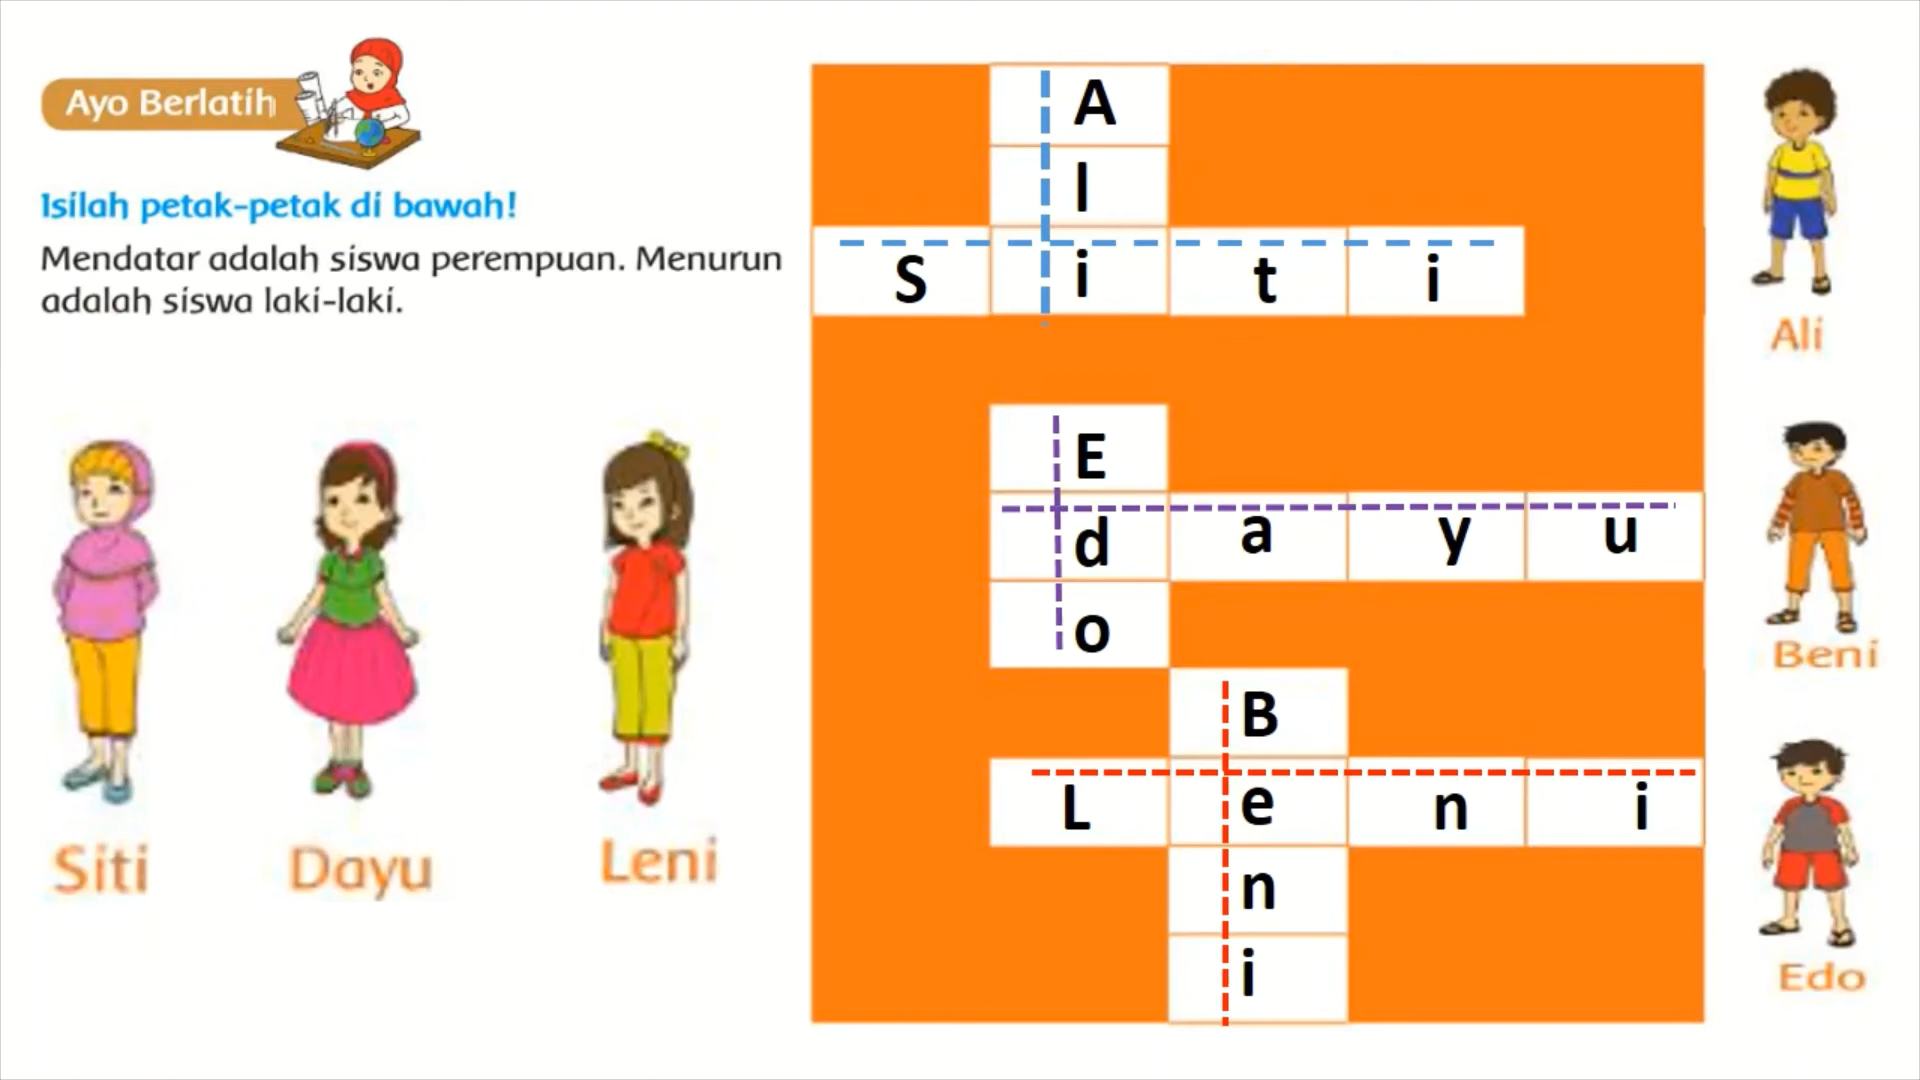 Ayo Berlatih
Isilah petak-petak di bawah!
Mendatar adalah siswa perempuan. Menurun
adalah siswa laki-laki.
A
l
S i t i
E
d a y u
o
B
L e n i
n
i
Siti
Dayu
Leni
Ali
Beni
Edo